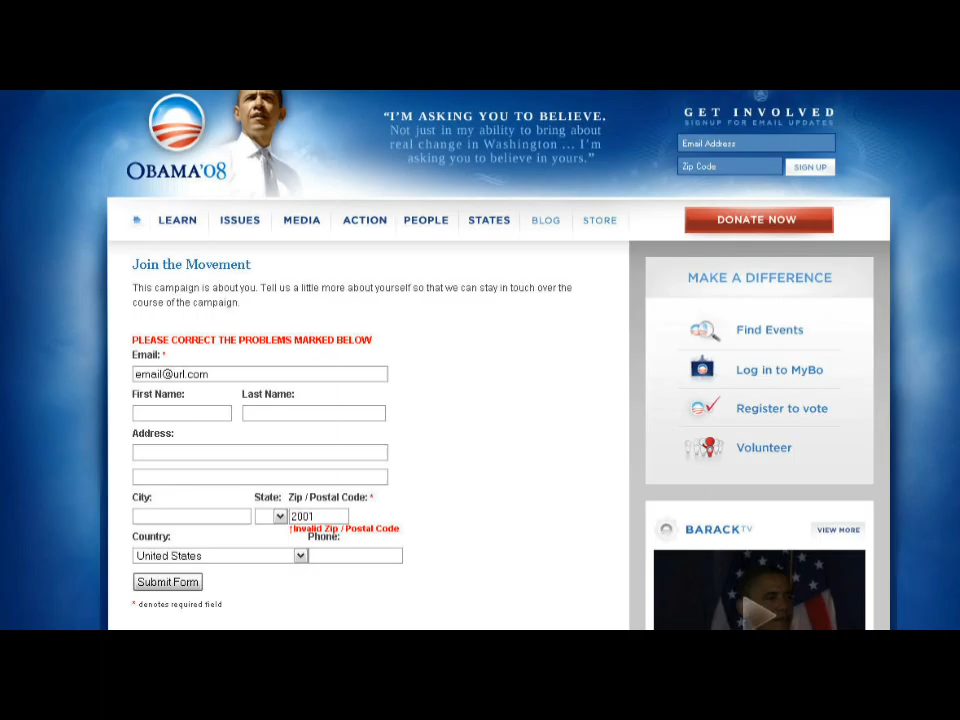 OBAMA'08
“I'M ASKING YOU TO BELIEVE.
Not just in my ability to bring about
real change in Washington ... I'm
asking you to believe in yours.”
GET INVOLVED
SIGNUP FOR EMAIL UPDATES
Email Address
Zip Code
SIGN UP
LEARN ISSUES MEDIA ACTION PEOPLE STATES BLOG STORE
DONATE NOW
Join the Movement
This campaign is about you. Tell us a little more about yourself so that we can stay in touch over the
course of the campaign.
PLEASE CORRECT THE PROBLEMS MARKED BELOW
Email: *
email@url.com
First Name: Last Name:
Address:
City: State: Zip / Postal Code: *
2001
↑Invalid Zip / Postal Code
Country: Phone:
United States
Submit Form
* denotes required field
MAKE A DIFFERENCE
Find Events
Log in to MyBo
Register to vote
Volunteer
BARACKTV
VIEW MORE